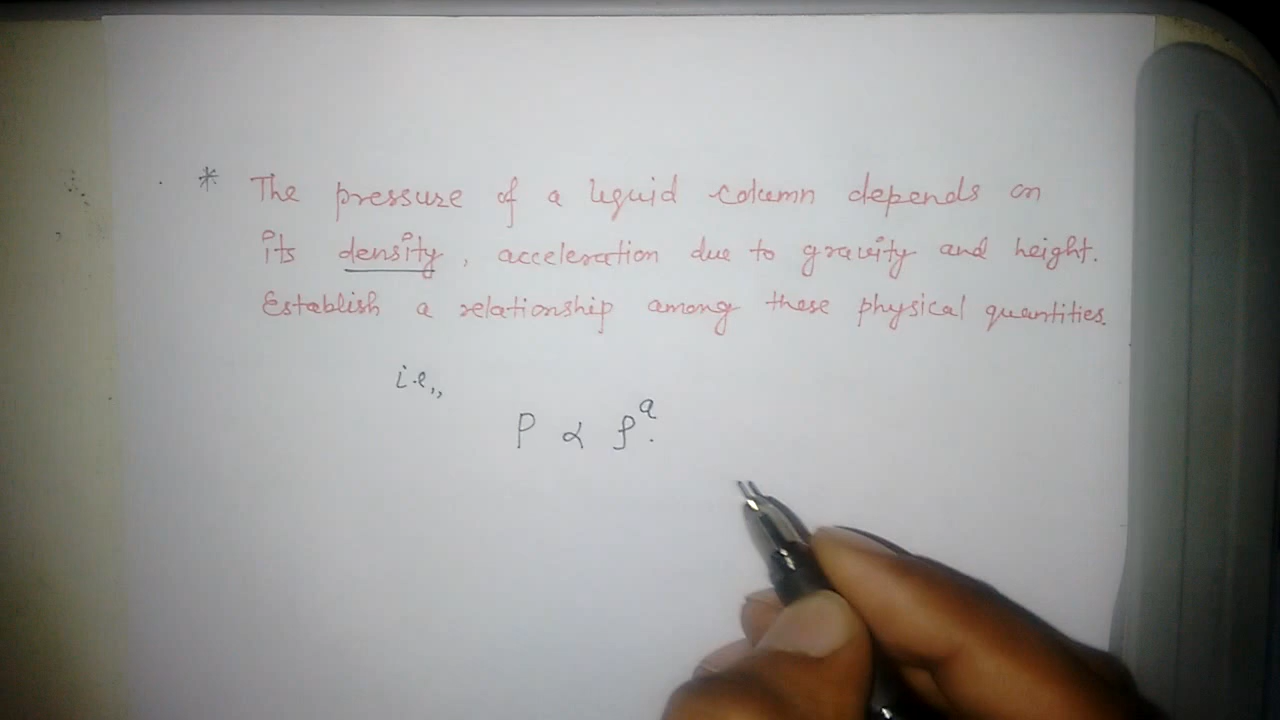 * The pressure of a liquid column depends on
its density, acceleration due to gravity and height.
Establish a relationship among these physical quantities.
i.e.,,
P ∝ ρ^a.